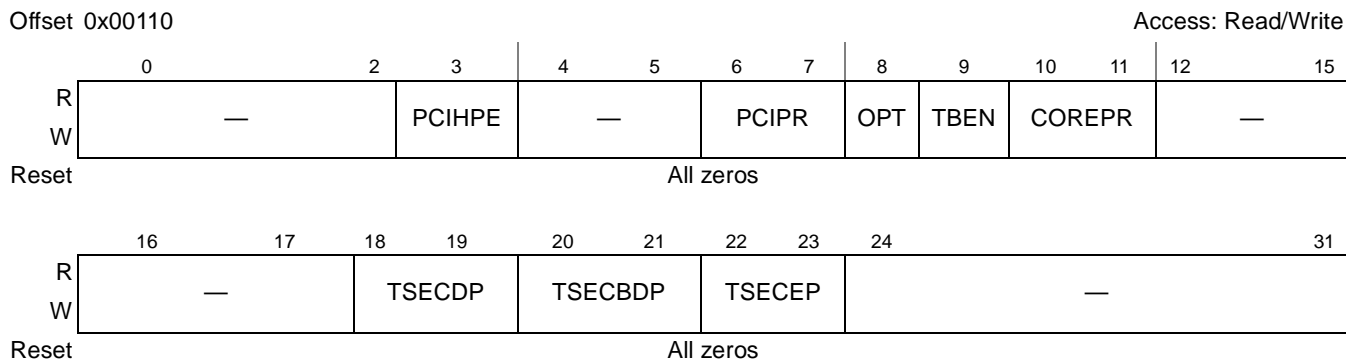 Offset 0x00110 Access: Read/Write
0 2 3 4 5 6 7 8 9 10 11 12 15
R
— PCIHPE — PCIPR OPT TBEN COREPR —
W
Reset All zeros
16 17 18 19 20 21 22 23 24 31
R
— TSECDP TSECBDP TSECEP —
W
Reset All zeros